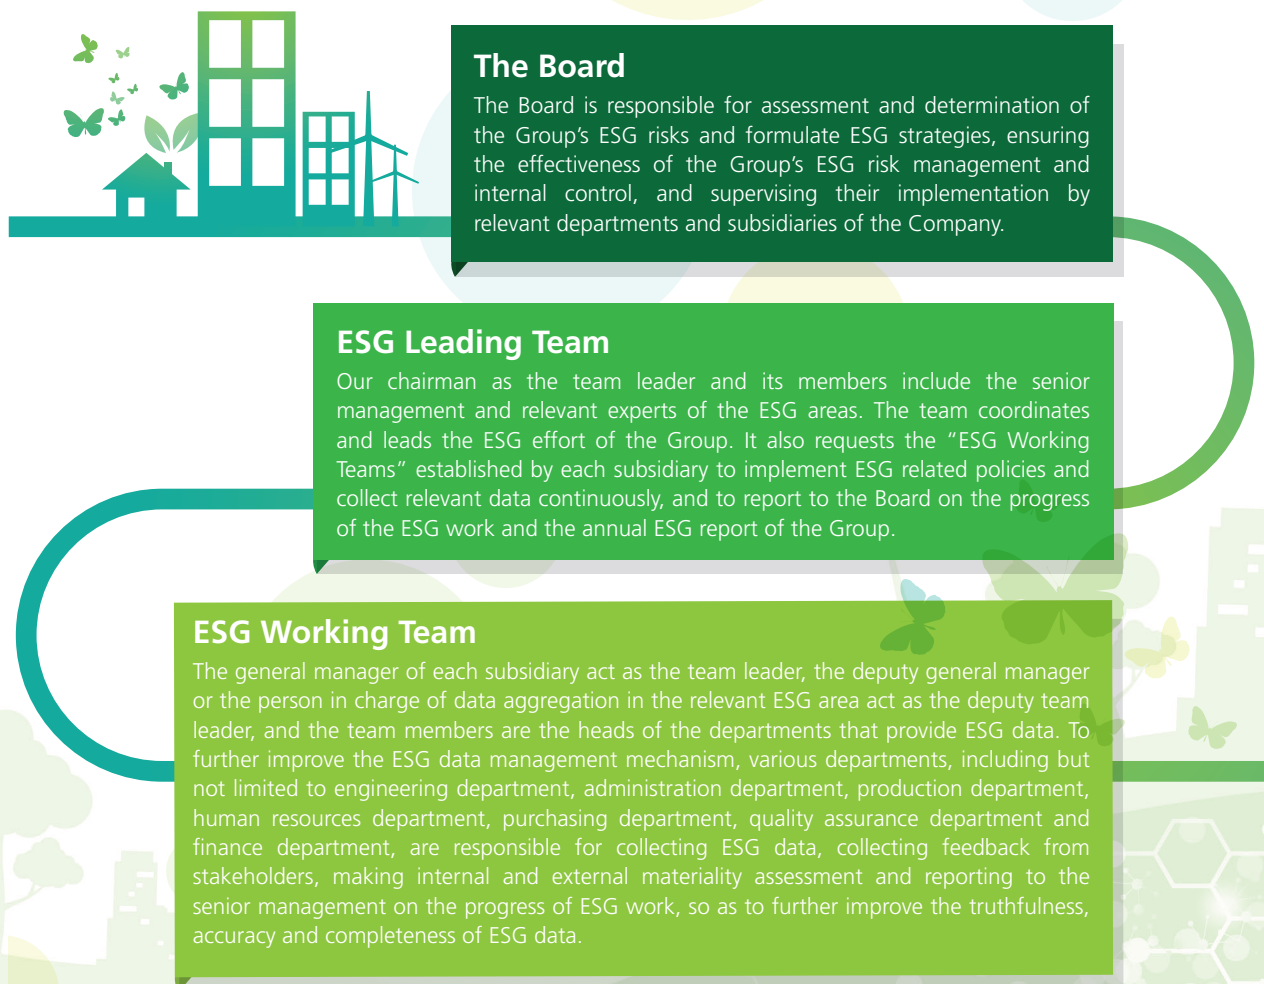 The Board
The Board is responsible for assessment and determination of
the Group's ESG risks and formulate ESG strategies, ensuring
the effectiveness of the Group's ESG risk management and
internal control, and supervising their implementation by
relevant departments and subsidiaries of the Company.
ESG Leading Team
Our chairman as the team leader and its members include the senior
management and relevant experts of the ESG areas. The team coordinates
and leads the ESG effort of the Group. It also requests the “ESG Working
Teams” established by each subsidiary to implement ESG related policies and
collect relevant data continuously, and to report to the Board on the progress
of the ESG work and the annual ESG report of the Group.
ESG Working Team
The general manager of each subsidiary act as the team leader, the deputy general manager
or the person in charge of data aggregation in the relevant ESG area act as the deputy team
leader, and the team members are the heads of the departments that provide ESG data. To
further improve the ESG data management mechanism, various departments, including but
not limited to engineering department, administration department, production department,
human resources department, purchasing department, quality assurance department and
finance department, are responsible for collecting ESG data, collecting feedback from
stakeholders, making internal and external materiality assessment and reporting to the
senior management on the progress of ESG work, so as to further improve the truthfulness,
accuracy and completeness of ESG data.